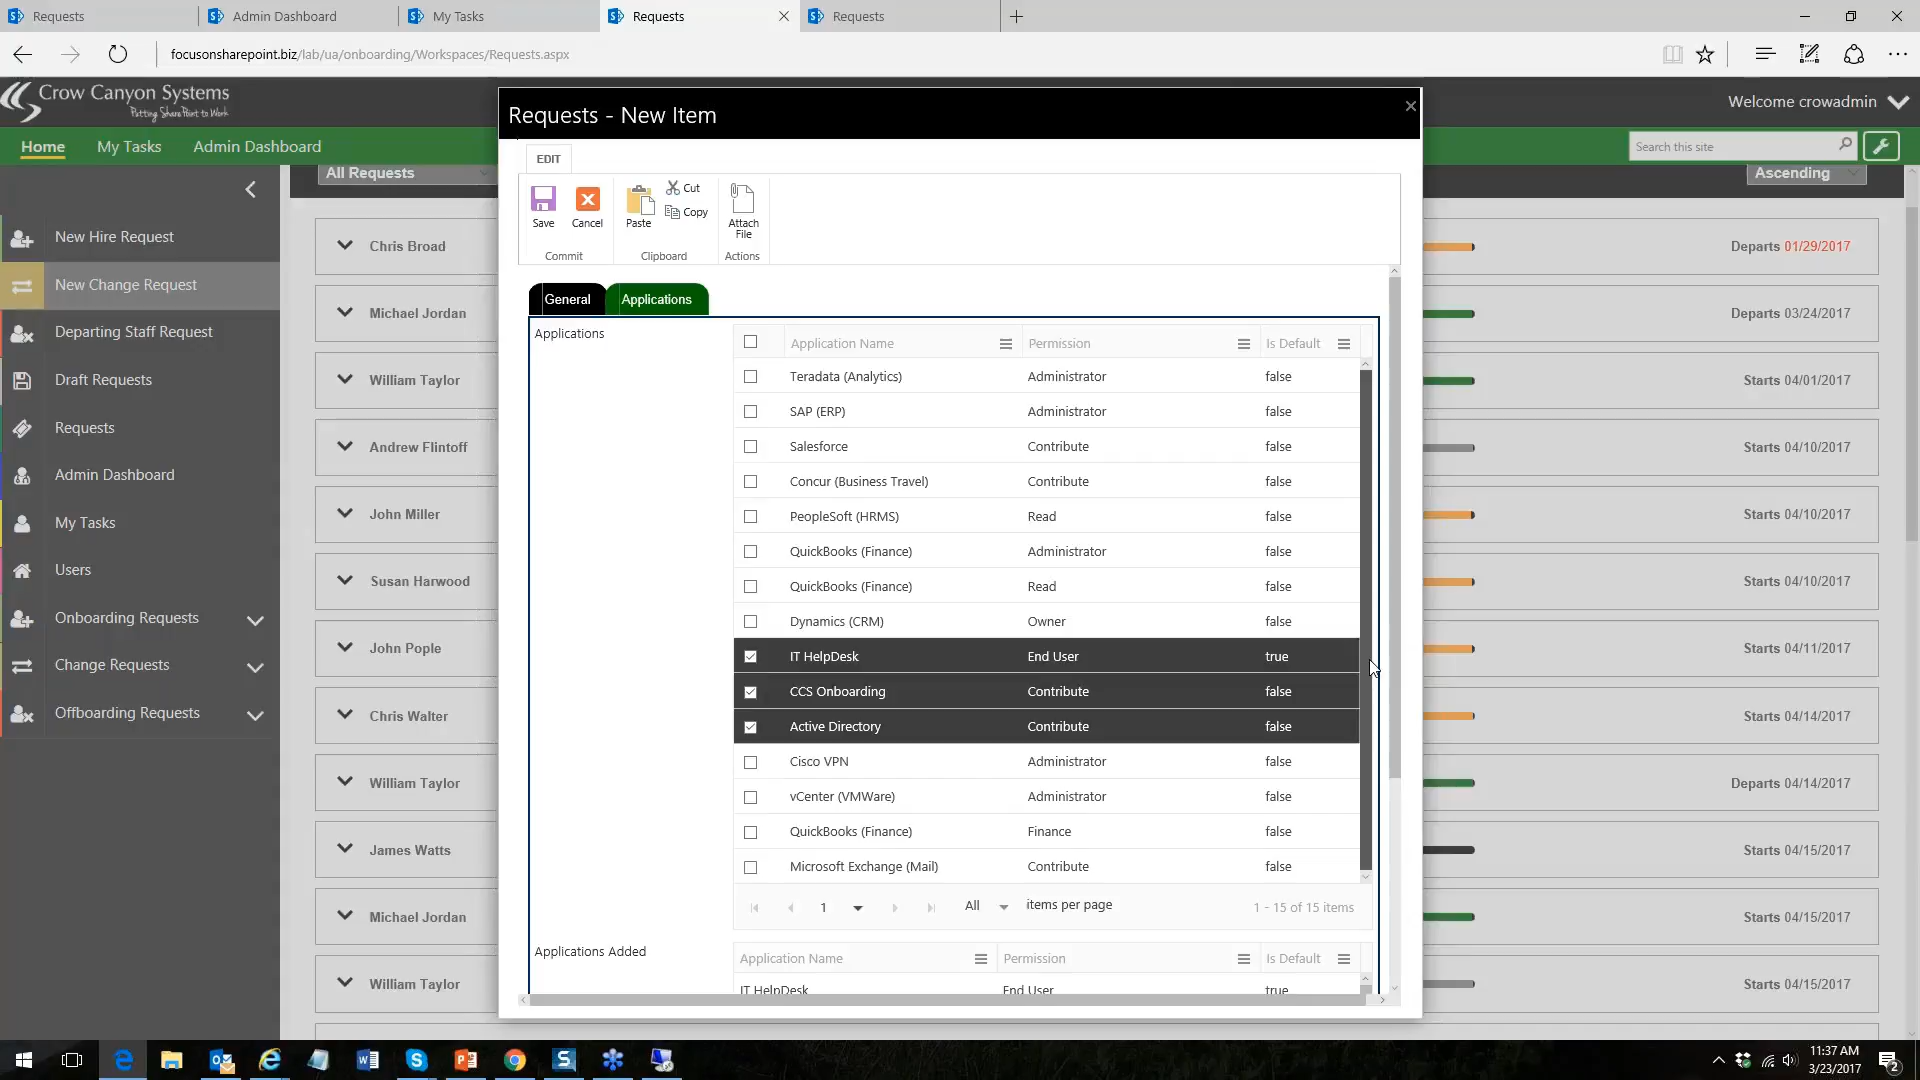 Requests
Admin Dashboard
My Tasks
Requests
Requests
focusonsharepoint.biz/lab/ua/onboarding/Workspaces/Requests.aspx
Crow Canyon Systems
Putting SharePoint to Work
Welcome crowadmin
Home
My Tasks
Admin Dashboard
Search this site
New Hire Request
New Change Request
Departing Staff Request
Draft Requests
Requests
Admin Dashboard
My Tasks
Users
Onboarding Requests
Change Requests
Offboarding Requests
All Requests
Ascending
Chris Broad
Departs 01/29/2017
Michael Jordan
Departs 03/24/2017
William Taylor
Starts 04/01/2017
Andrew Flintoff
Starts 04/10/2017
John Miller
Starts 04/10/2017
Susan Harwood
Starts 04/10/2017
John Pople
Starts 04/11/2017
Chris Walter
Starts 04/14/2017
William Taylor
Departs 04/14/2017
James Watts
Starts 04/15/2017
Michael Jordan
Starts 04/15/2017
William Taylor
Starts 04/15/2017
Requests - New Item
EDIT
Save
Cancel
Paste
Cut
Copy
Attach File
Commit
Clipboard
Actions
General
Applications
Applications
Application Name Permission Is Default
Teradata (Analytics) Administrator false
SAP (ERP) Administrator false
Salesforce Contribute false
Concur (Business Travel) Contribute false
PeopleSoft (HRMS) Read false
QuickBooks (Finance) Administrator false
QuickBooks (Finance) Read false
Dynamics (CRM) Owner false
IT HelpDesk End User true
CCS Onboarding Contribute false
Active Directory Contribute false
Cisco VPN Administrator false
vCenter (VMWare) Administrator false
QuickBooks (Finance) Finance false
Microsoft Exchange (Mail) Contribute false
1 All items per page 1 - 15 of 15 items
Applications Added
Application Name Permission Is Default
IT HelpDesk End User true
11:37 AM
3/23/2017
2